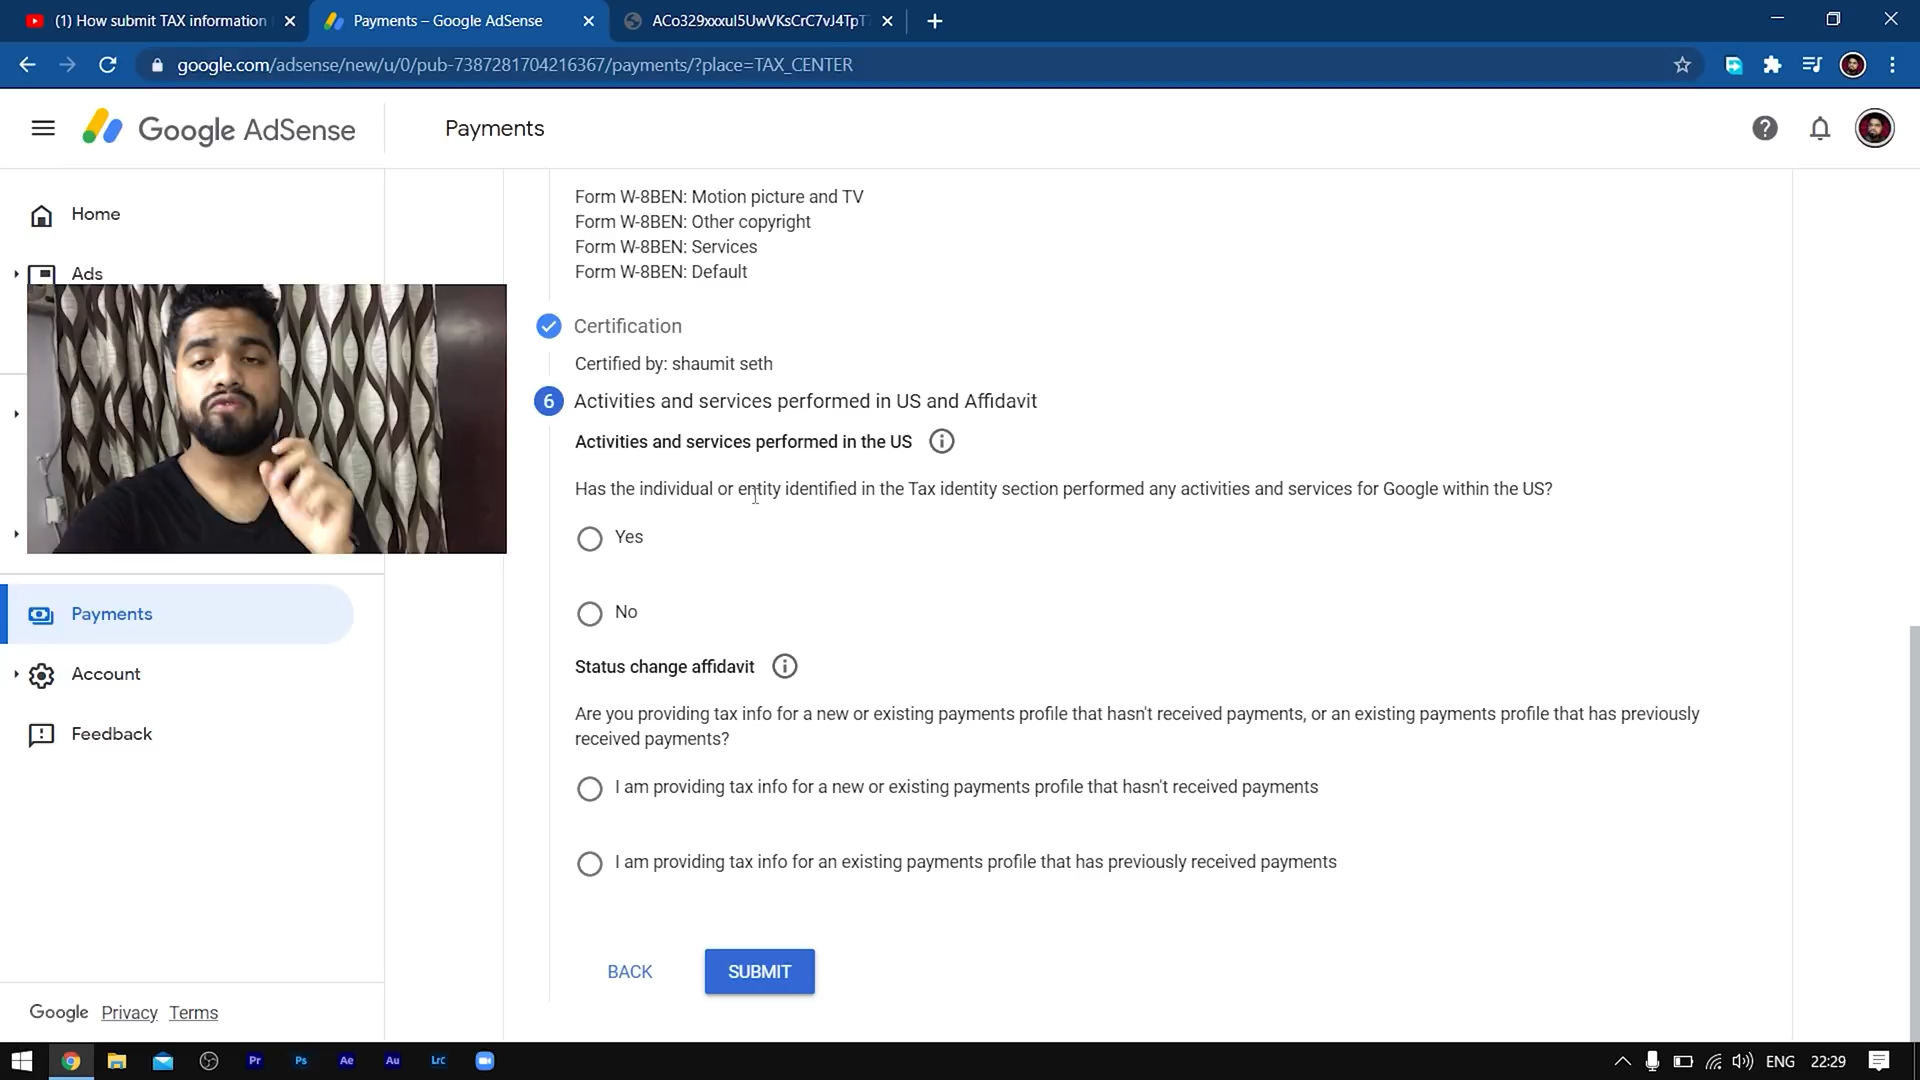 (1) How submit TAX information
Payments – Google AdSense
ACo329xxxul5UwVKsCrC7vJ4TpT
google.com/adsense/new/u/0/pub-7387281704216367/payments/?place=TAX_CENTER
Google AdSense
Payments
Home
Ads
Payments
Account
Feedback
Google Privacy Terms
Form W-8BEN: Motion picture and TV
Form W-8BEN: Other copyright
Form W-8BEN: Services
Form W-8BEN: Default
Certification
Certified by: shaumit seth
6 Activities and services performed in US and Affidavit
Activities and services performed in the US
Has the individual or entity identified in the Tax identity section performed any activities and services for Google within the US?
Yes
No
Status change affidavit
Are you providing tax info for a new or existing payments profile that hasn't received payments, or an existing payments profile that has previously
received payments?
I am providing tax info for a new or existing payments profile that hasn't received payments
I am providing tax info for an existing payments profile that has previously received payments
BACK
SUBMIT
Pr Ps Ae Au Lrc
ENG 22:29